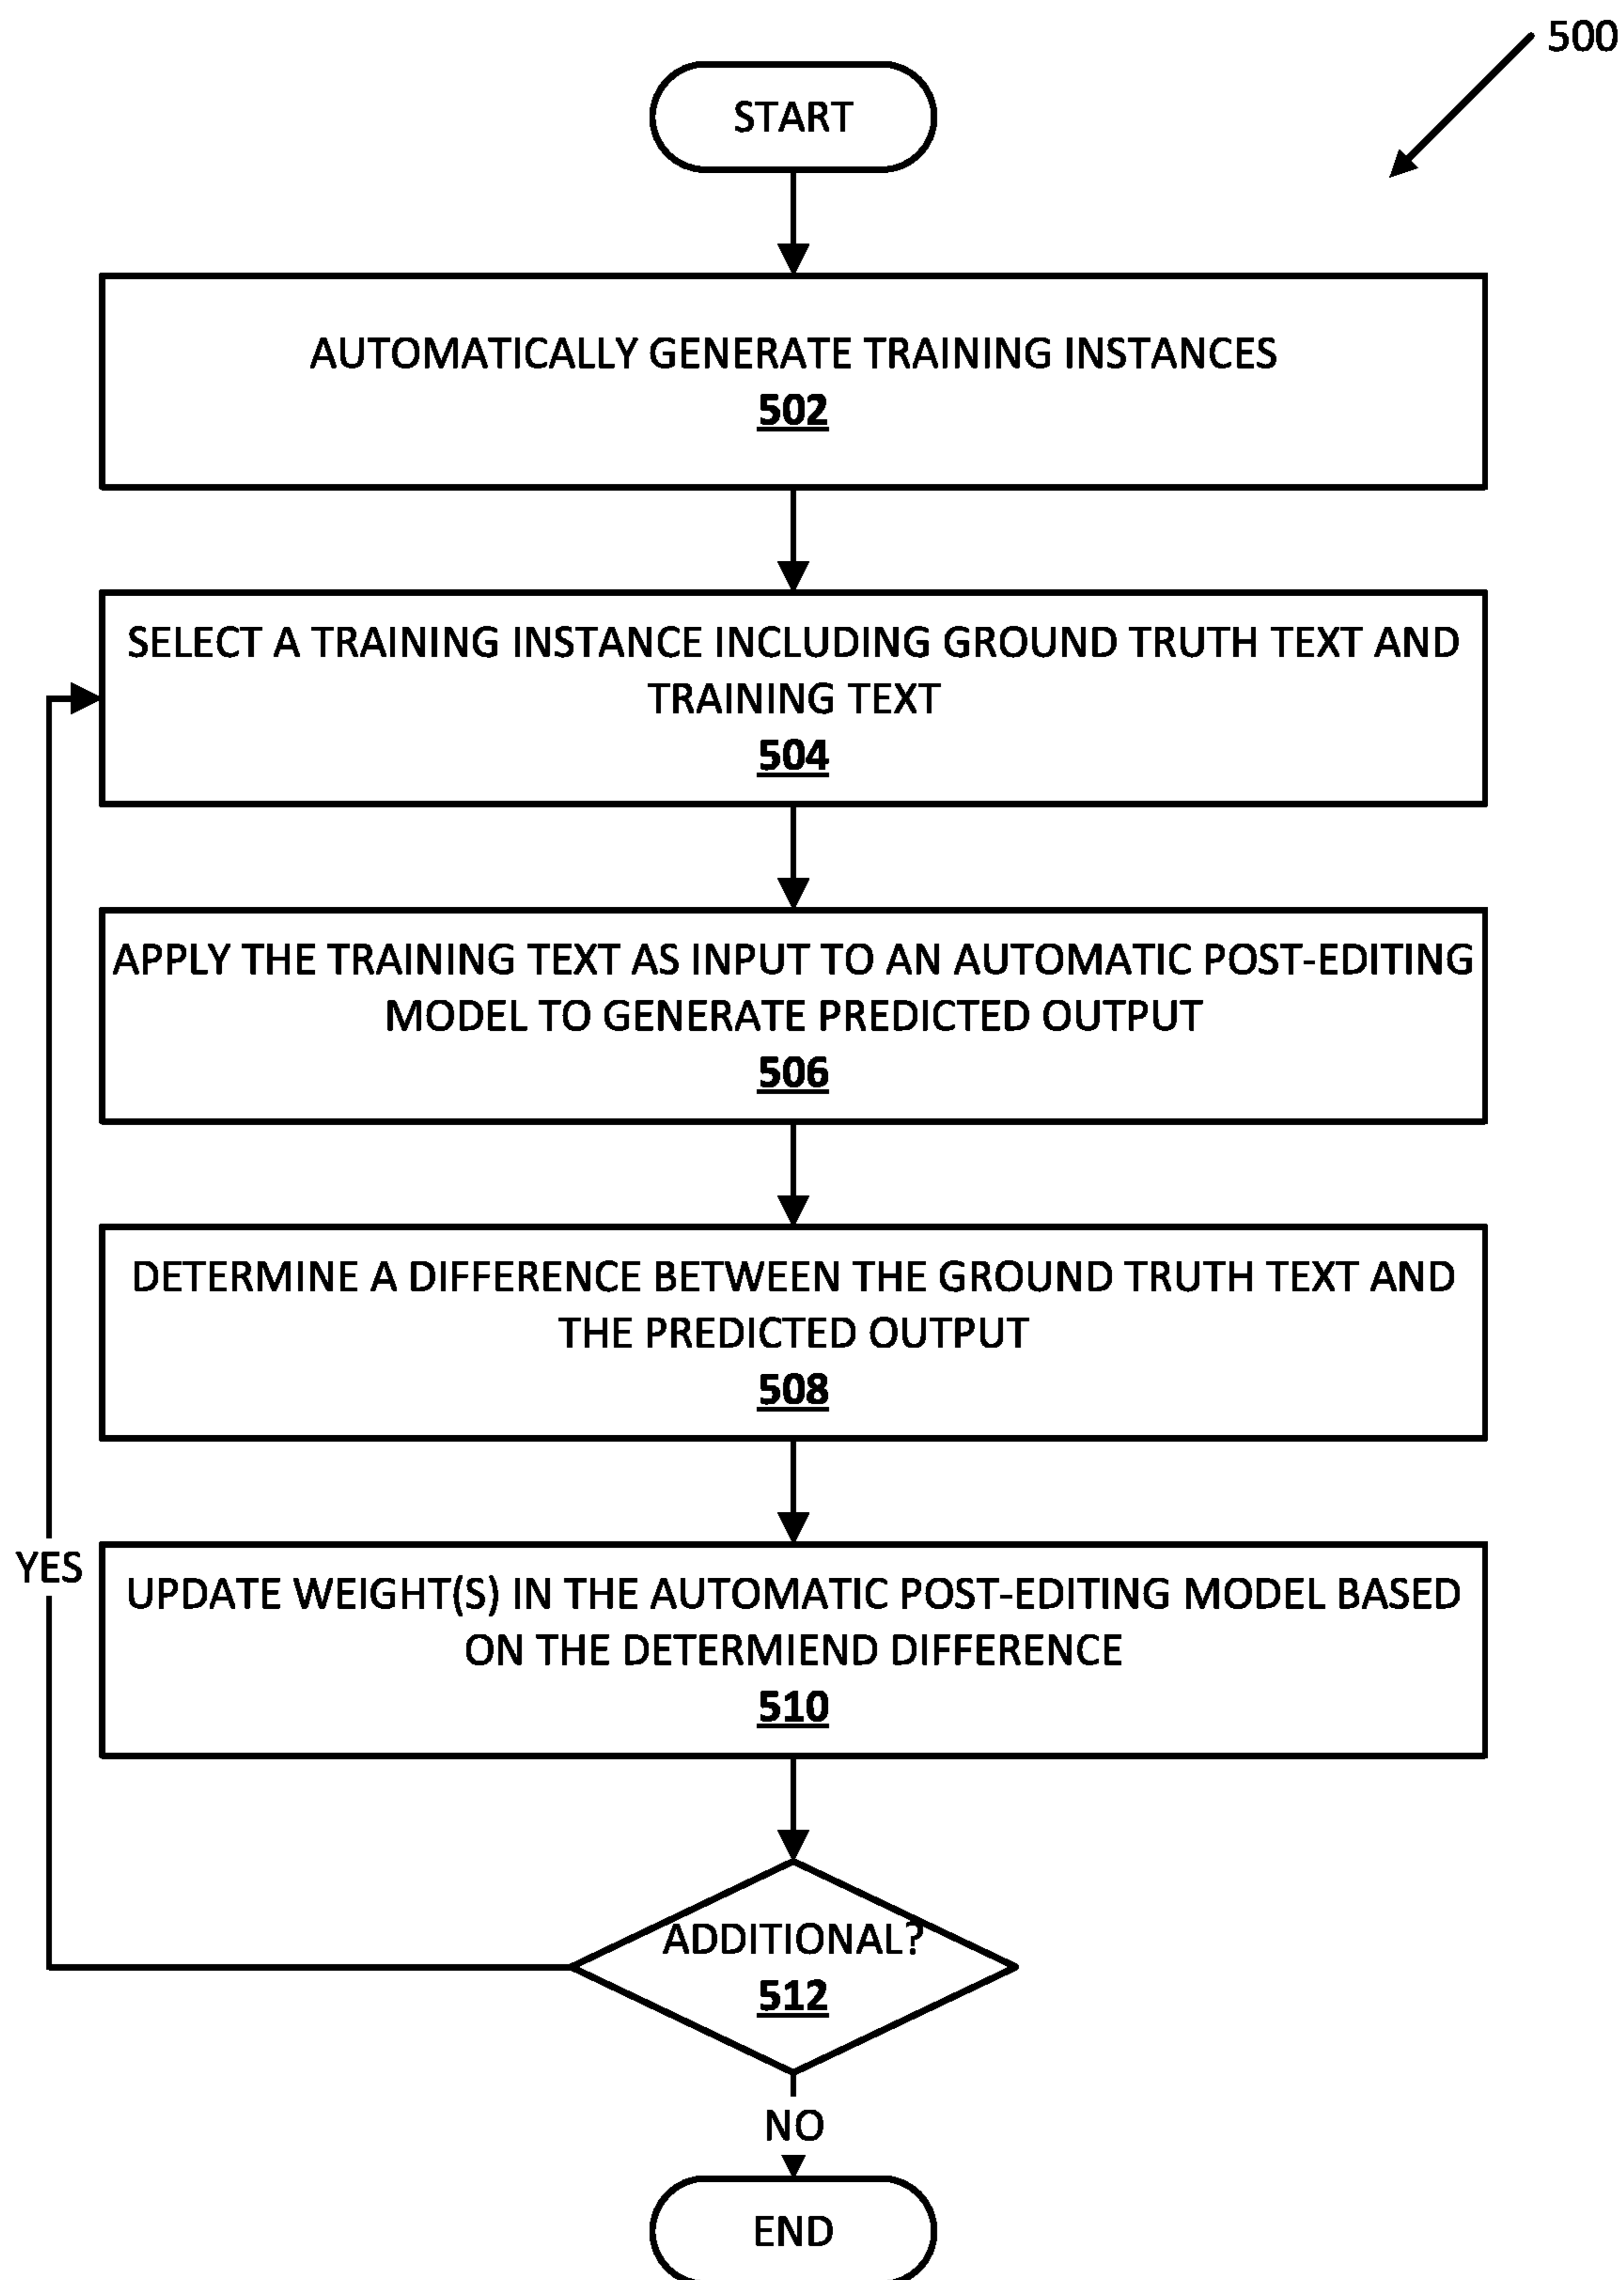 500
START
AUTOMATICALLY GENERATE TRAINING INSTANCES
502
SELECT A TRAINING INSTANCE INCLUDING GROUND TRUTH TEXT AND
TRAINING TEXT
504
APPLY THE TRAINING TEXT AS INPUT TO AN AUTOMATIC POST-EDITING
MODEL TO GENERATE PREDICTED OUTPUT
506
DETERMINE A DIFFERENCE BETWEEN THE GROUND TRUTH TEXT AND
THE PREDICTED OUTPUT
508
YES
UPDATE WEIGHT(S) IN THE AUTOMATIC POST-EDITING MODEL BASED
ON THE DETERMIEND DIFFERENCE
510
ADDITIONAL?
512
NO
END